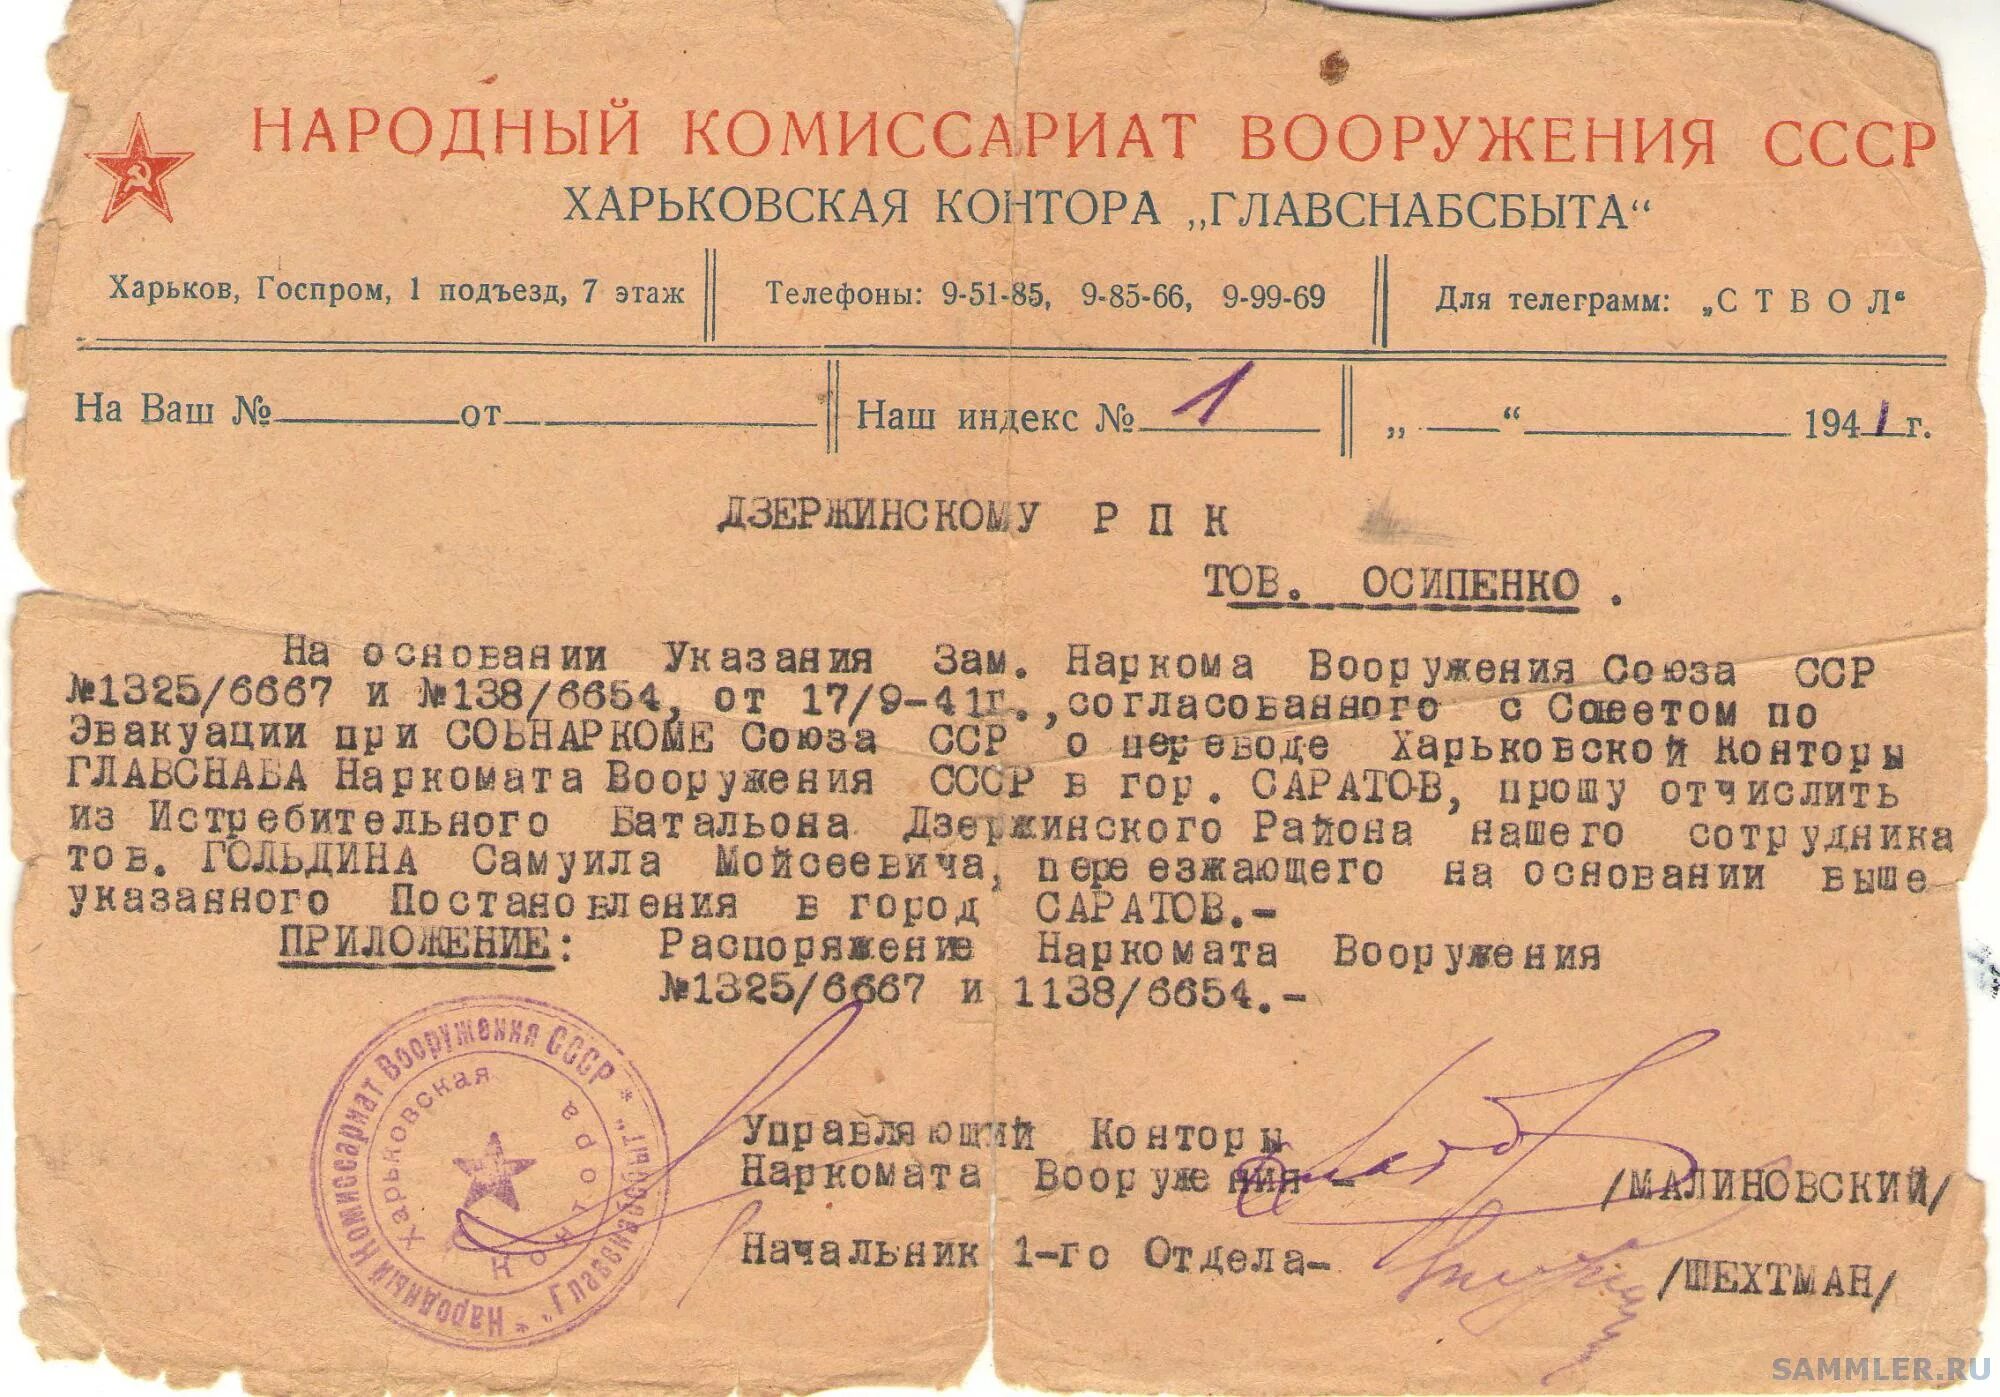 НАРОДНЫЙ КОМИССАРИАТ ВООРУЖЕНИЯ СССР
ХАРЬКОВСКАЯ КОНТОРА „ГЛАВСНАБСБЫТА“
Харьков, Госпром, 1 подъезд, 7 этаж Телефоны: 9-51-85, 9-85-66, 9-99-69 Для телеграмм: „СТВОЛ“
На Ваш №______от______ Наш индекс № 1 „___“______1941 г.
ДЗЕРЖИНСКОМУ Р П К
ТОВ. ОСИПЕНКО .
На основании Указания Зам. Наркома Вооружения Союза ССР
№1325/6667 и №138/6654, от 17/9-41г.,согласованного с Советом по
Эвакуации при СОВНАРКОМЕ Союза ССР о переводе Харьковской Конторы
ГЛАВСНАБА Наркомата Вооружения СССР в гор. САРАТОВ, прошу отчислить
из Истребительного Батальона Дзержинского Района нашего сотрудника
тов. ГОЛЬДИНА Самуила Мойсеевича, переезжающего на основании выше
указанного Постановления в город САРАТОВ.-
ПРИЛОЖЕНИЕ: Распоряжение Наркомата Вооружения
№1325/6667 и 1138/6654.-
Управляющий Конторы
Наркомата Вооружения - /МАЛИНОВСКИЙ/
Начальник 1-го Отдела- /ШЕХТМАН/
* Народный Комиссариат Вооружения СССР * „Главснабсбыт“
Харьковская Контора
SAMMLER.RU